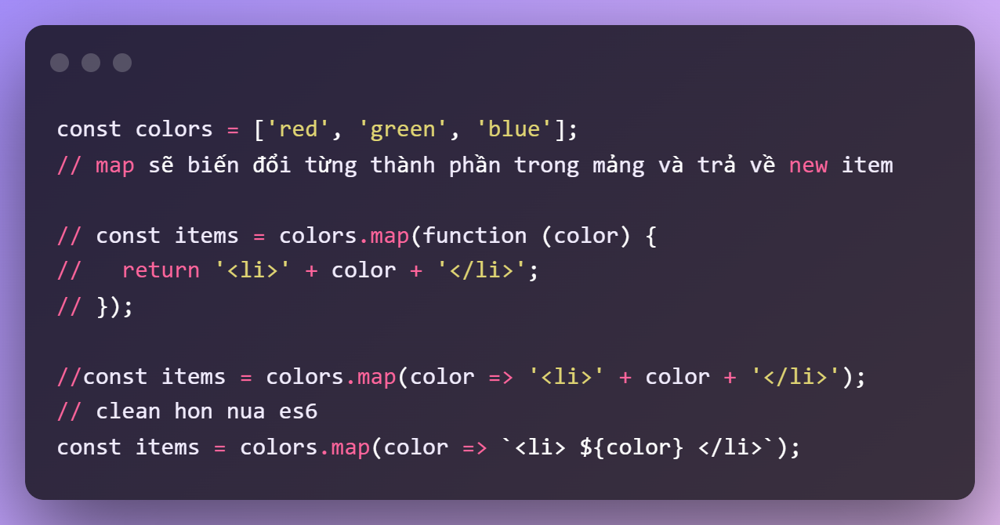 const colors = ['red', 'green', 'blue'];
// map sẽ biến đổi từng thành phần trong mảng và trả về new item
// const items = colors.map(function (color) {
//   return '<li>' + color + '</li>';
// });
//const items = colors.map(color => '<li>' + color + '</li>');
// clean hon nua es6
const items = colors.map(color => `<li> ${color} </li>`);